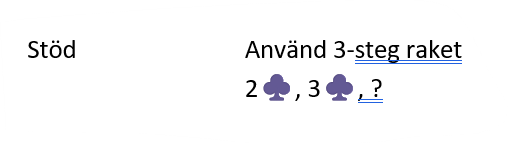 Stöd Använd 3-steg raket
2♣, 3♣, ?